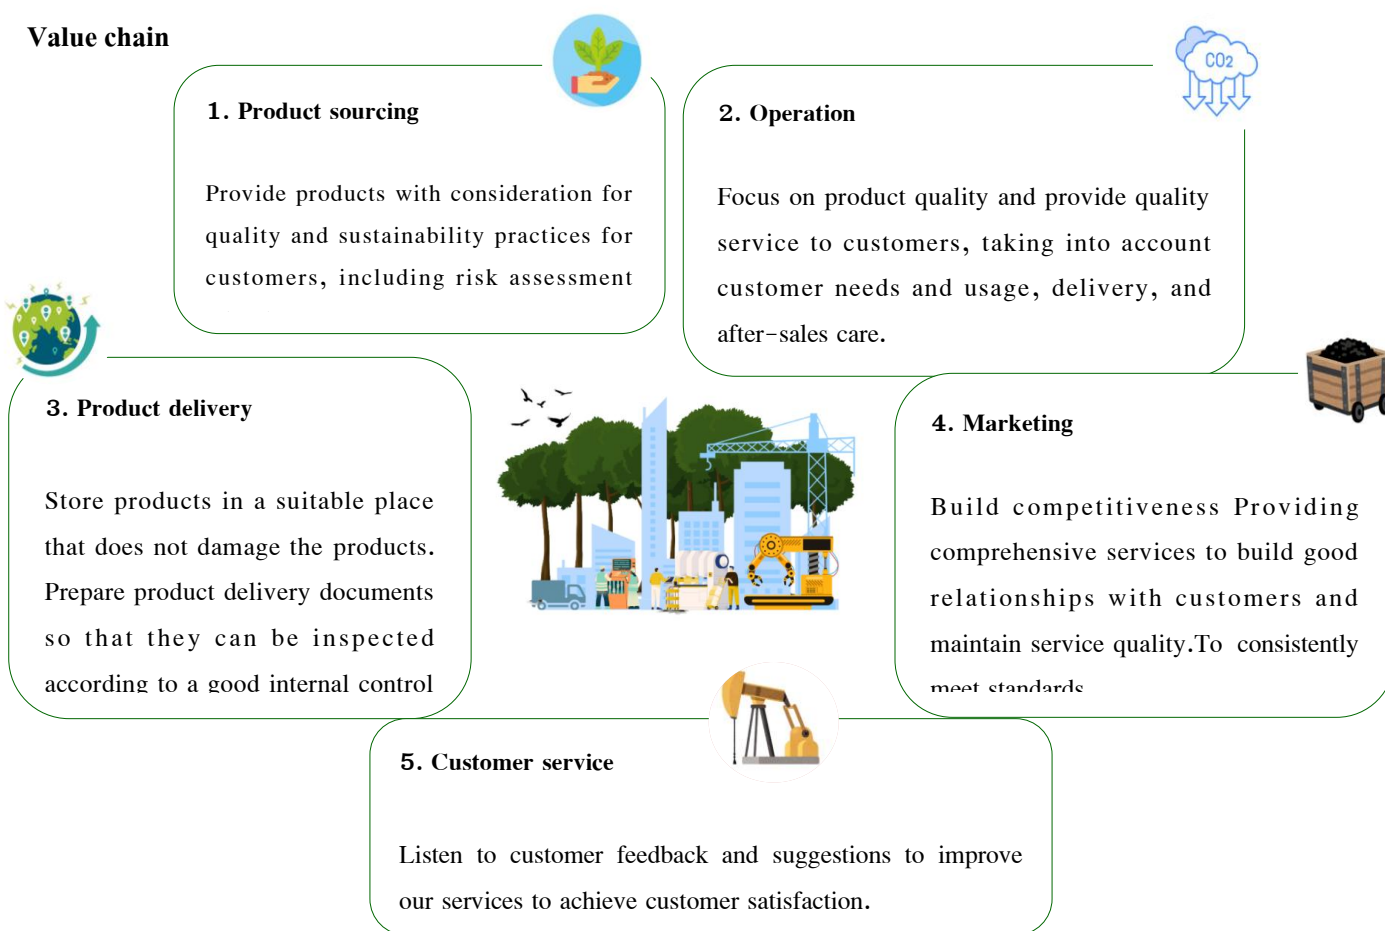 Value chain
1. Product sourcing
Provide products with consideration for
quality and sustainability practices for
customers, including risk assessment
2. Operation
Focus on product quality and provide quality
service to customers, taking into account
customer needs and usage, delivery, and
after-sales care.
CO2
3. Product delivery
Store products in a suitable place
that does not damage the products.
Prepare product delivery documents
so that they can be inspected
according to a good internal control
4. Marketing
Build competitiveness Providing
comprehensive services to build good
relationships with customers and
maintain service quality.To consistently
meet standards
5. Customer service
Listen to customer feedback and suggestions to improve
our services to achieve customer satisfaction.